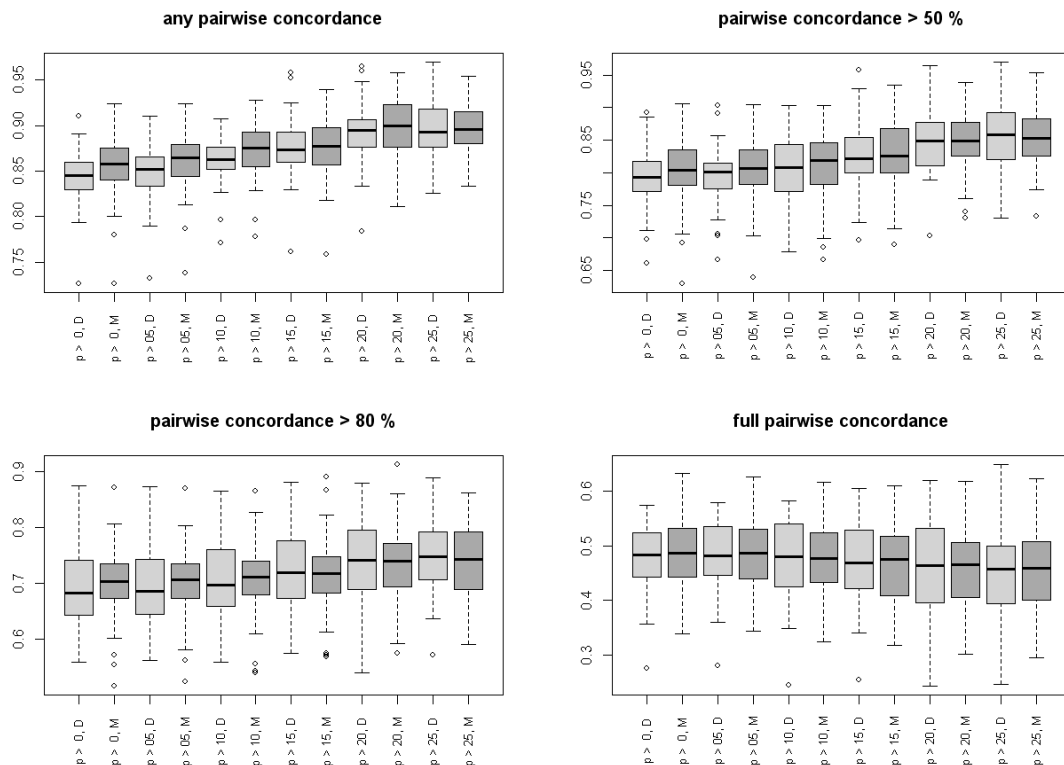 any pairwise concordance
0.95
0.90
0.85
0.80
0.75
p > 0, D
p > 0, M
p > 05, D
p > 05, M
p > 10, D
p > 10, M
p > 15, D
p > 15, M
p > 20, D
p > 20, M
p > 25, D
p > 25, M
pairwise concordance > 50 %
0.95
0.85
0.75
0.65
p > 0, D
p > 0, M
p > 05, D
p > 05, M
p > 10, D
p > 10, M
p > 15, D
p > 15, M
p > 20, D
p > 20, M
p > 25, D
p > 25, M
pairwise concordance > 80 %
0.9
0.8
0.7
0.6
p > 0, D
p > 0, M
p > 05, D
p > 05, M
p > 10, D
p > 10, M
p > 15, D
p > 15, M
p > 20, D
p > 20, M
p > 25, D
p > 25, M
full pairwise concordance
0.6
0.5
0.4
0.3
p > 0, D
p > 0, M
p > 05, D
p > 05, M
p > 10, D
p > 10, M
p > 15, D
p > 15, M
p > 20, D
p > 20, M
p > 25, D
p > 25, M